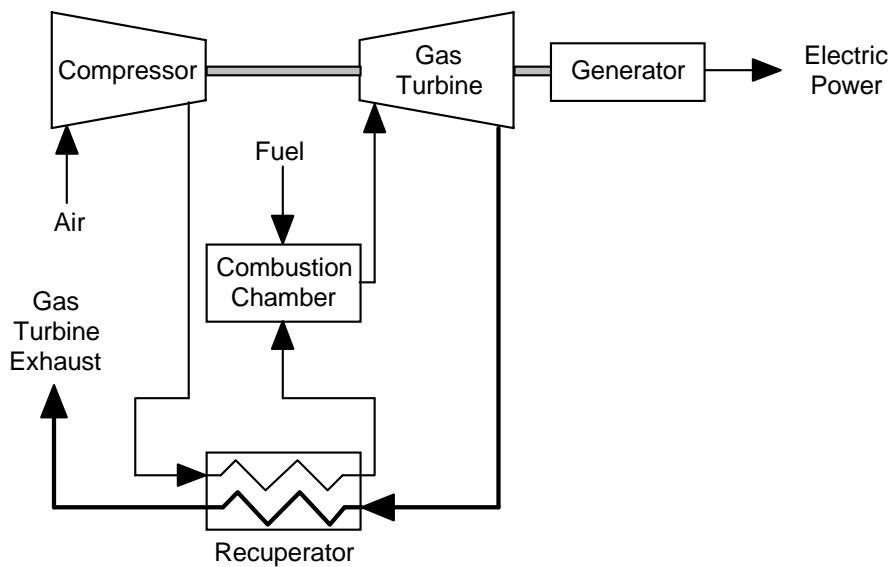 Compressor
Gas
Turbine
Generator
Electric
Power
Fuel
Air
Combustion
Chamber
Gas
Turbine
Exhaust
Recuperator